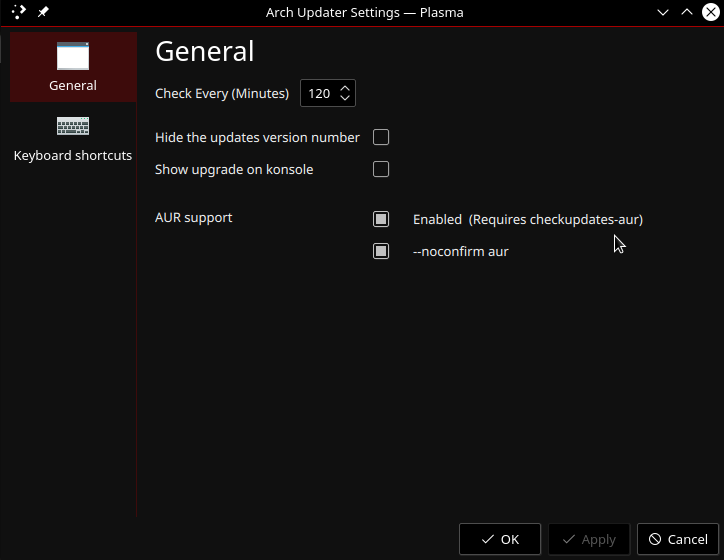 Arch Updater Settings — Plasma
General
General
Check Every (Minutes) 120
Hide the updates version number
Keyboard shortcuts
Show upgrade on konsole
AUR support Enabled (Requires checkupdates-aur)
--noconfirm aur
OK Apply Cancel